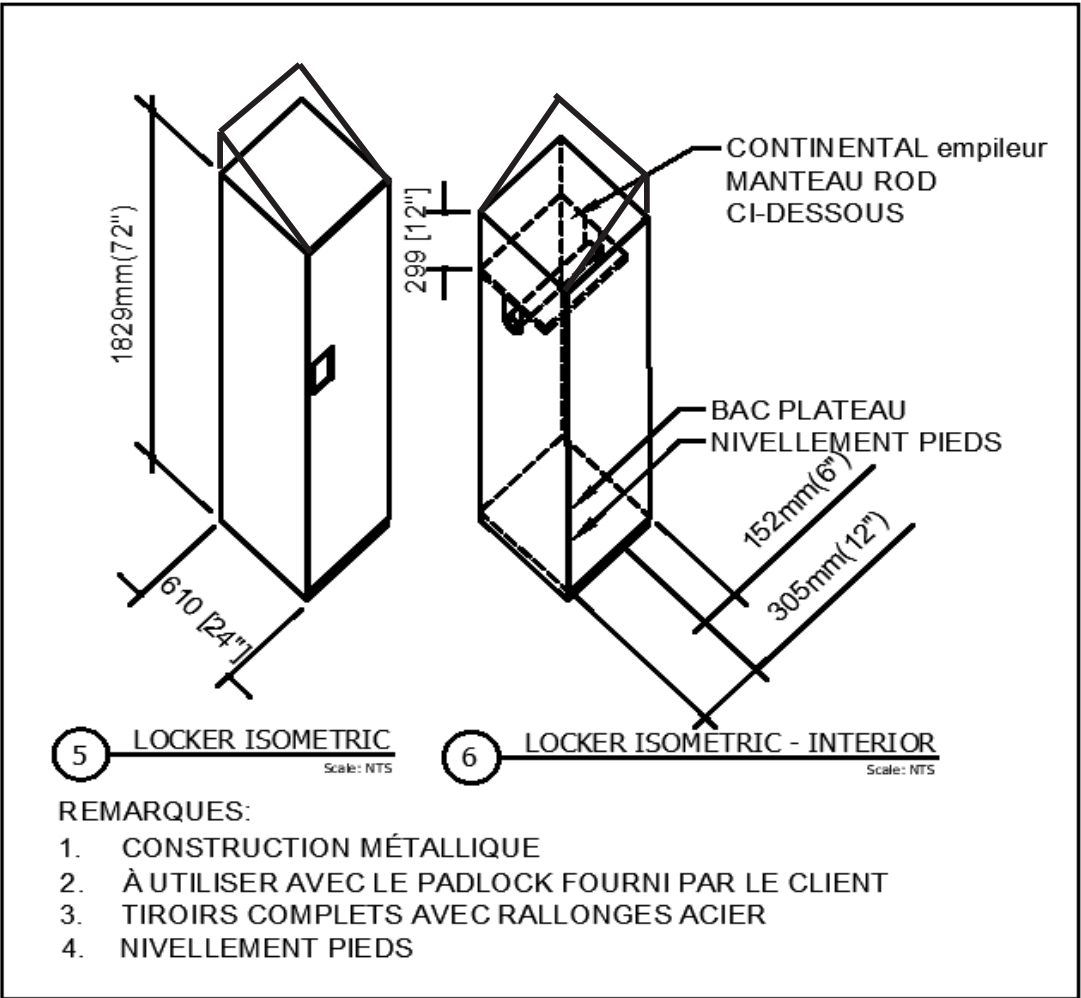 1829mm(72")
610 [24"]
299 [12"]
CONTINENTAL empileur
MANTEAU ROD
CI-DESSOUS
BAC PLATEAU
NIVELLEMENT PIEDS
152mm(6")
305mm(12")
5
LOCKER ISOMETRIC
Scale: NTS
6
LOCKER ISOMETRIC - INTERIOR
Scale: NTS
REMARQUES:
1. CONSTRUCTION MÉTALLIQUE
2. À UTILISER AVEC LE PADLOCK FOURNI PAR LE CLIENT
3. TIROIRS COMPLETS AVEC RALLONGES ACIER
4. NIVELLEMENT PIEDS